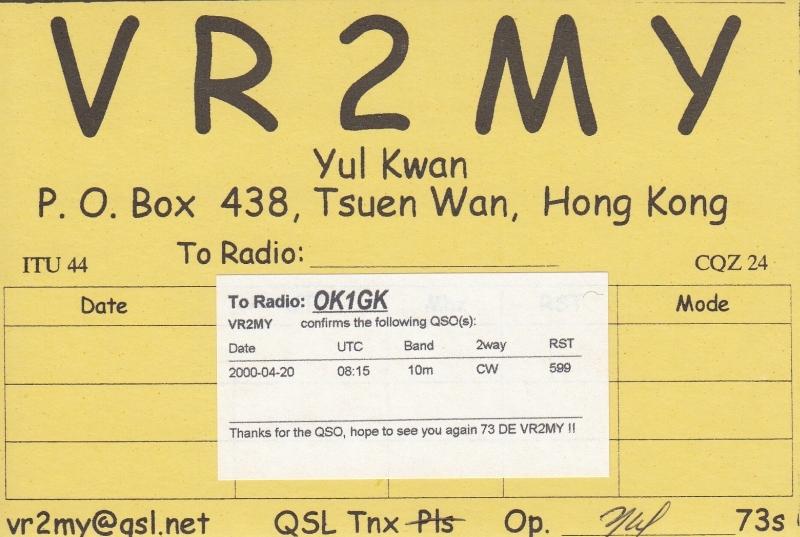 VR2MY
Yul Kwan
P. O. Box 438, Tsuen Wan, Hong Kong
To Radio:
ITU 44
CQZ 24
Date
RST
Mode
To Radio: OK1GK
VR2MY confirms the following QSO(s):
Date UTC Band 2way RST
2000-04-20 08:15 10m CW 599
Thanks for the QSO, hope to see you again 73 DE VR2MY !!
vr2my@qsl.net QSL Tnx Pls Op. 73s